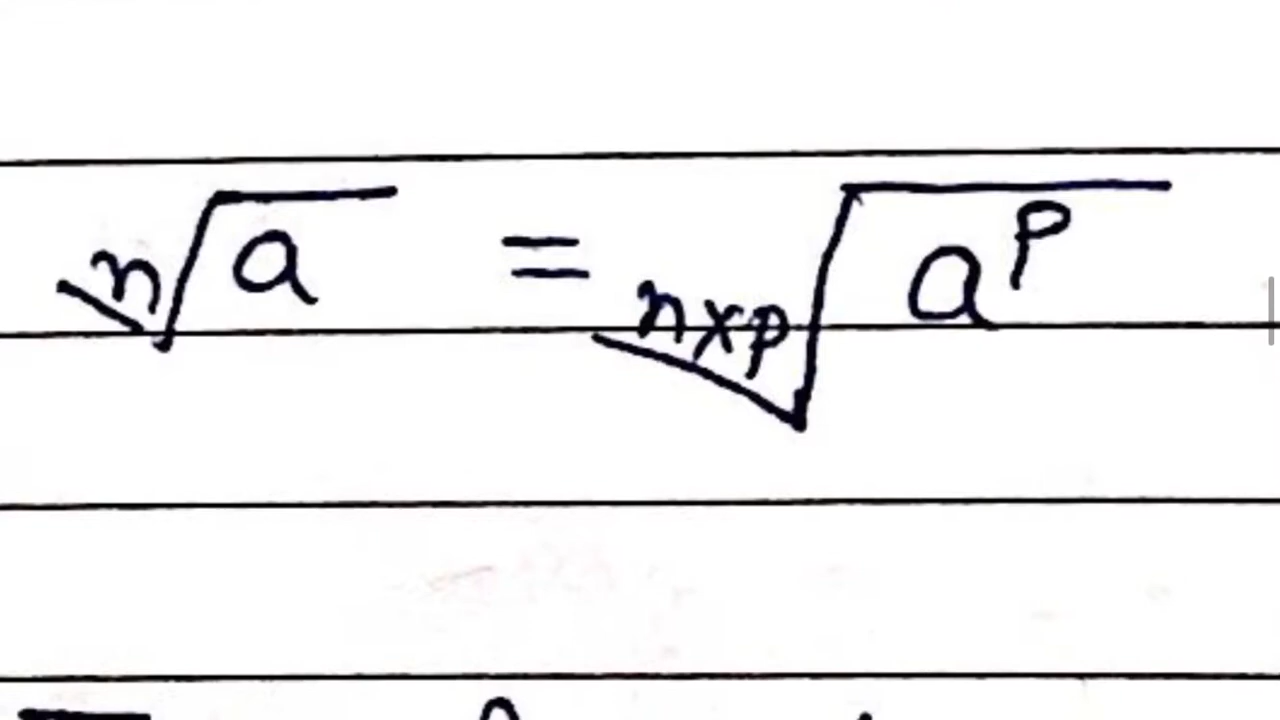 ⁿ√a = ⁿˣᵖ√aᵖ